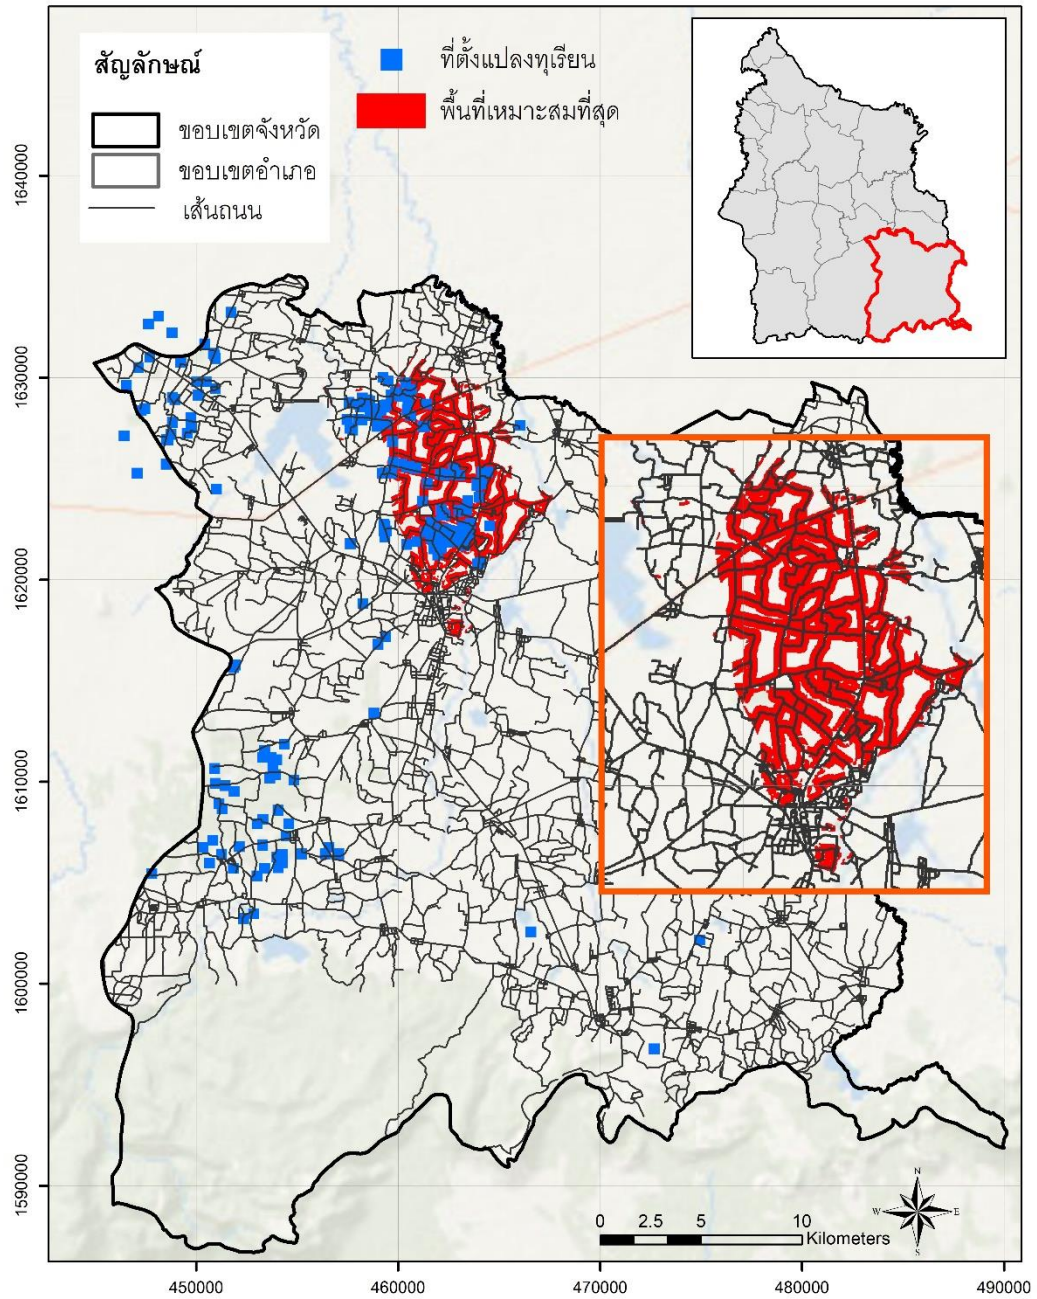 สัญลักษณ์
ขอบเขตจังหวัด
ขอบเขตอำเภอ
เส้นถนน
ที่ตั้งแปลงทุเรียน
พื้นที่เหมาะสมที่สุด
1640000
1630000
1620000
1610000
1600000
1590000
N
W E
S
0 2.5 5 10
Kilometers
450000 460000 470000 480000 490000